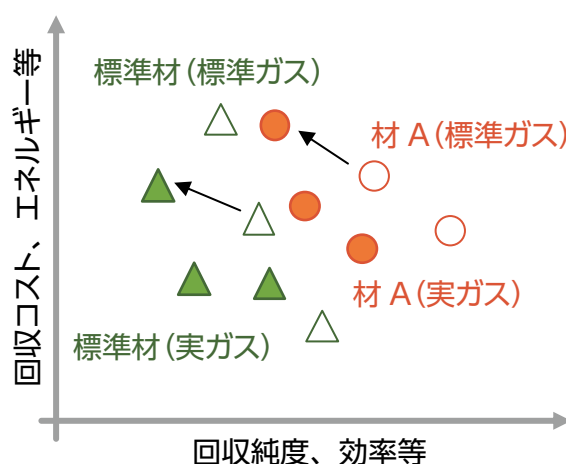 回収コスト、エネルギー等
標準材(標準ガス)
材 A(標準ガス)
材 A(実ガス)
標準材(実ガス)
回収純度、効率等